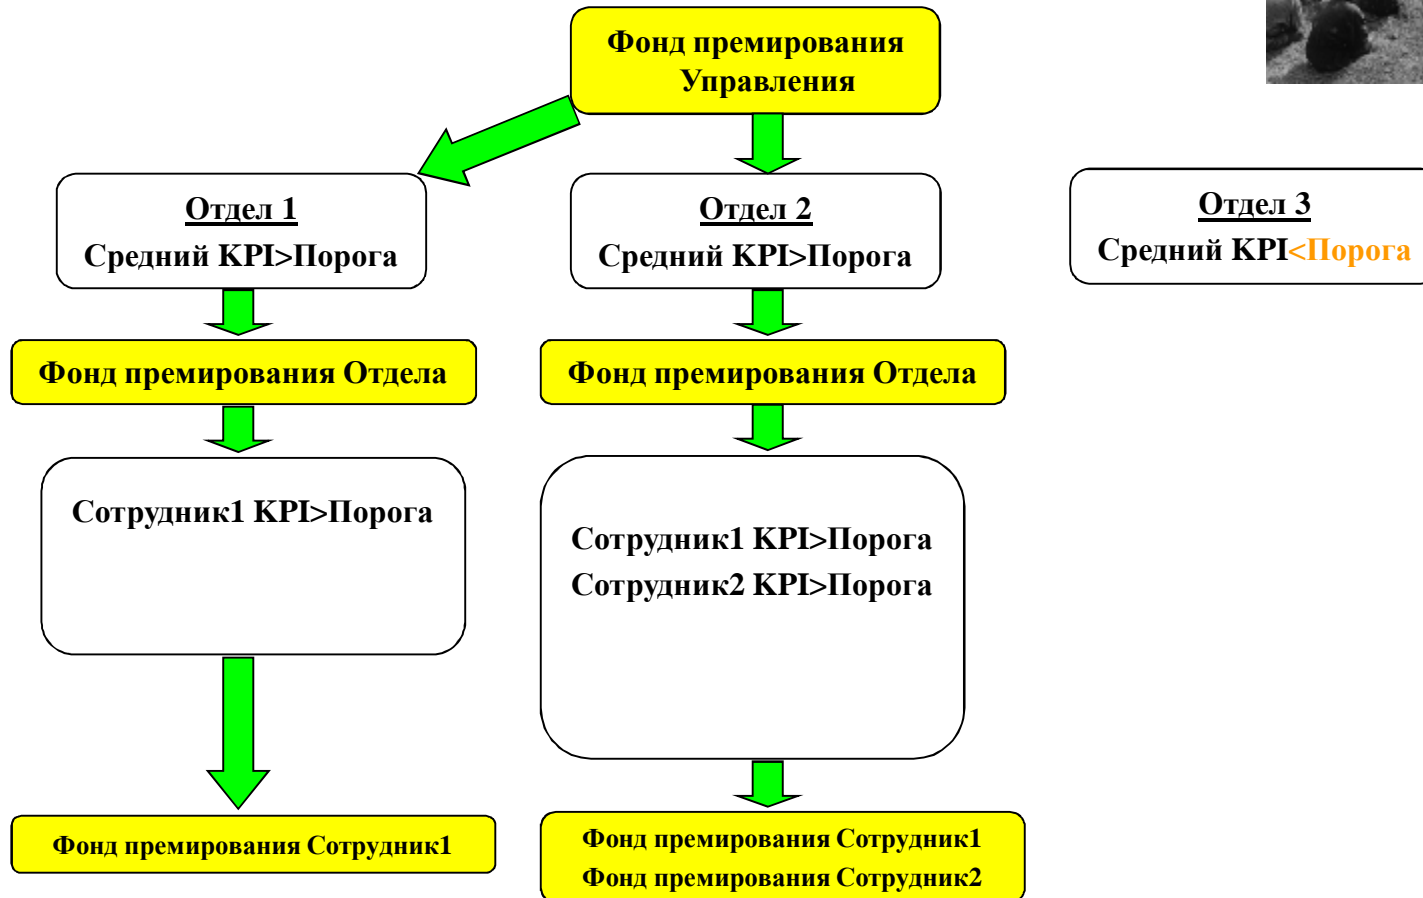 Фонд премирования
Управления
Отдел 1
Средний KPI>Порога
Отдел 2
Средний KPI>Порога
Отдел 3
Средний KPI<Порога
Фонд премирования Отдела
Фонд премирования Отдела
Сотрудник1 KPI>Порога
Сотрудник1 KPI>Порога
Сотрудник2 KPI>Порога
Фонд премирования Сотрудник1
Фонд премирования Сотрудник1
Фонд премирования Сотрудник2